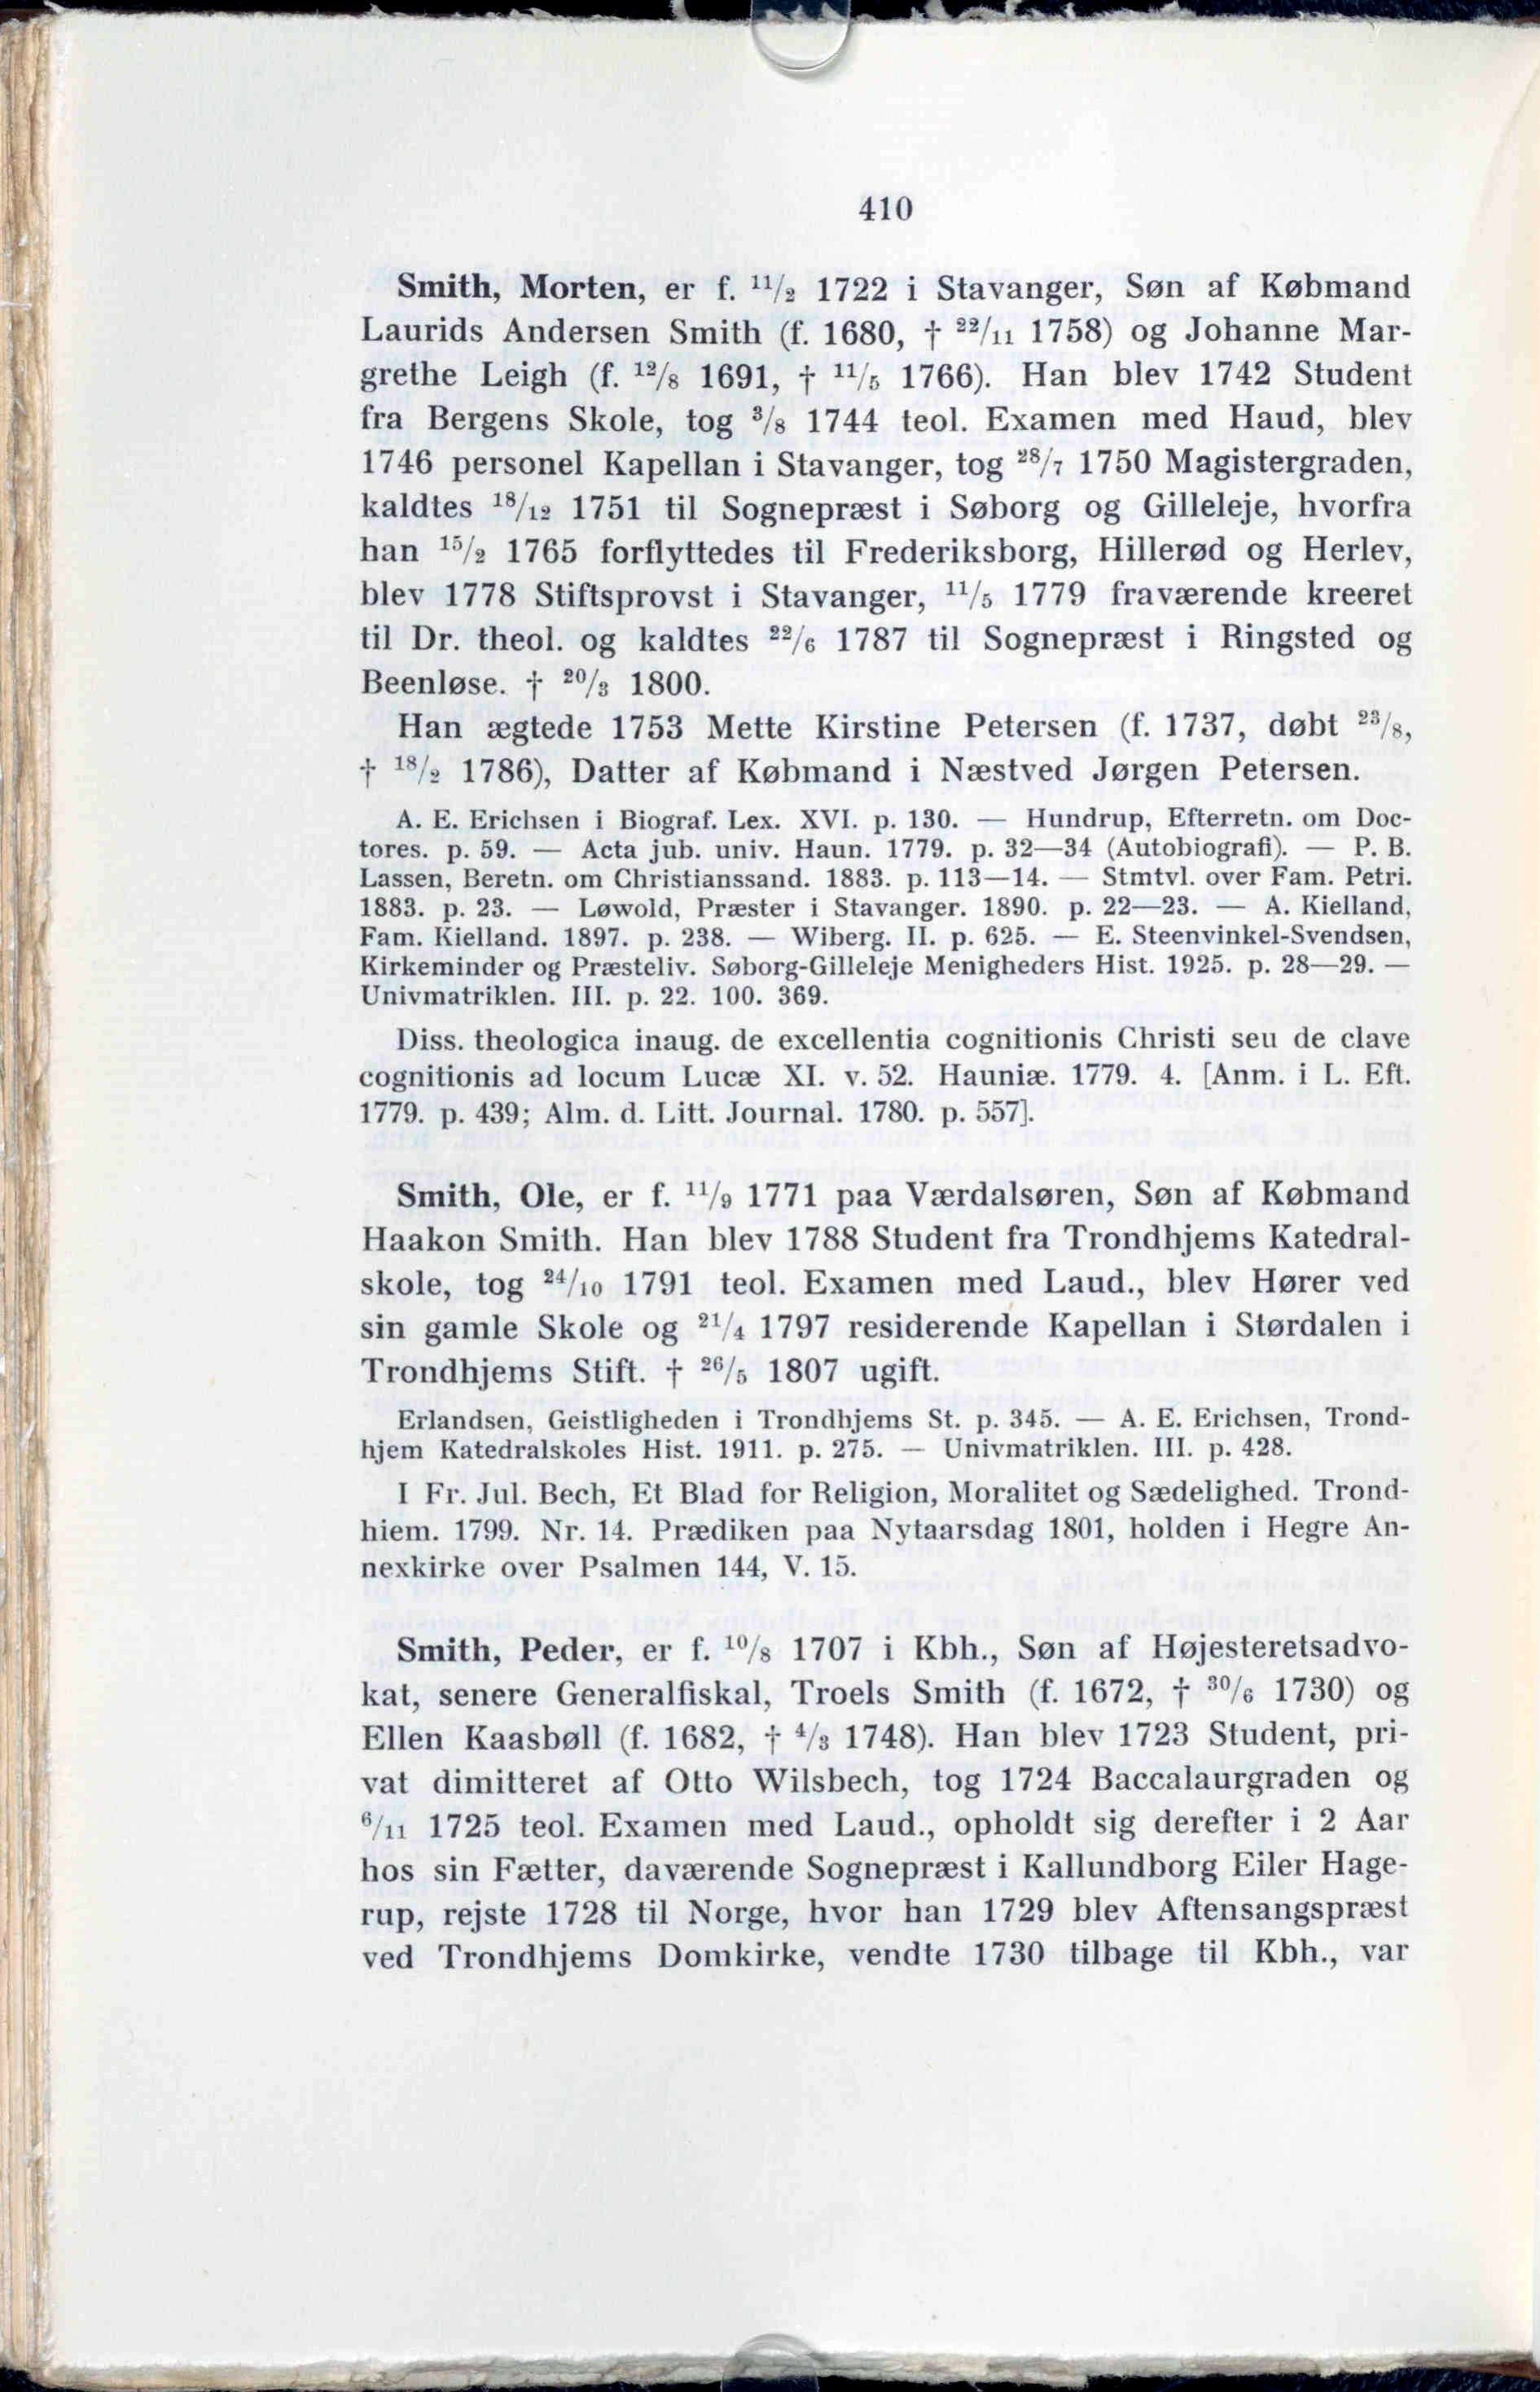 410
Smith, Morten, er f. 11/2 1722 i Stavanger, Søn af Købmand
Laurids Andersen Smith (f. 1680, † 22/11 1758) og Johanne Mar-
grethe Leigh (f. 12/8 1691, † 11/5 1766). Han blev 1742 Student
fra Bergens Skole, tog 3/8 1744 teol. Examen med Haud, blev
1746 personel Kapellan i Stavanger, tog 28/7 1750 Magistergraden,
kaldtes 18/12 1751 til Sognepræst i Søborg og Gilleleje, hvorfra
han 15/2 1765 forflyttedes til Frederiksborg, Hillerød og Herlev,
blev 1778 Stiftsprovst i Stavanger, 11/5 1779 fraværende kreeret
til Dr. theol. og kaldtes 22/6 1787 til Sognepræst i Ringsted og
Beenløse. † 20/3 1800.
Han ægtede 1753 Mette Kirstine Petersen (f. 1737, døbt 23/8,
† 18/2 1786), Datter af Købmand i Næstved Jørgen Petersen.
A. E. Erichsen i Biograf. Lex. XVI. p. 130. — Hundrup, Efterretn. om Doc-
tores. p. 59. — Acta jub. univ. Haun. 1779. p. 32—34 (Autobiografi). — P. B.
Lassen, Beretn. om Christianssand. 1883. p. 113—14. — Stmtvl. over Fam. Petri.
1883. p. 23. — Løwold, Præster i Stavanger. 1890. p. 22—23. — A. Kielland,
Fam. Kielland. 1897. p. 238. — Wiberg. II. p. 625. — E. Steenvinkel-Svendsen,
Kirkeminder og Præsteliv. Søborg-Gilleleje Menigheders Hist. 1925. p. 28—29. —
Univmatriklen. III. p. 22. 100. 369.
Diss. theologica inaug. de excellentia cognitionis Christi seu de clave
cognitionis ad locum Lucæ XI. v. 52. Hauniæ. 1779. 4. [Anm. i L. Eft.
1779. p. 439; Alm. d. Litt. Journal. 1780. p. 557].
Smith, Ole, er f. 11/9 1771 paa Værdalsøren, Søn af Købmand
Haakon Smith. Han blev 1788 Student fra Trondhjems Katedral-
skole, tog 24/10 1791 teol. Examen med Laud., blev Hører ved
sin gamle Skole og 21/4 1797 residerende Kapellan i Størdalen i
Trondhjems Stift. † 26/5 1807 ugift.
Erlandsen, Geistligheden i Trondhjems St. p. 345. — A. E. Erichsen, Trond-
hjem Katedralskoles Hist. 1911. p. 275. — Univmatriklen. III. p. 428.
I Fr. Jul. Bech, Et Blad for Religion, Moralitet og Sædelighed. Trond-
hiem. 1799. Nr. 14. Prædiken paa Nytaarsdag 1801, holden i Hegre An-
nexkirke over Psalmen 144, V. 15.
Smith, Peder, er f. 10/8 1707 i Kbh., Søn af Højesteretsadvo-
kat, senere Generalfiskal, Troels Smith (f. 1672, † 30/6 1730) og
Ellen Kaasbøll (f. 1682, † 4/3 1748). Han blev 1723 Student, pri-
vat dimitteret af Otto Wilsbech, tog 1724 Baccalaurgraden og
6/11 1725 teol. Examen med Laud., opholdt sig derefter i 2 Aar
hos sin Fætter, daværende Sognepræst i Kallundborg Eiler Hage-
rup, rejste 1728 til Norge, hvor han 1729 blev Aftensangspræst
ved Trondhjems Domkirke, vendte 1730 tilbage til Kbh., var